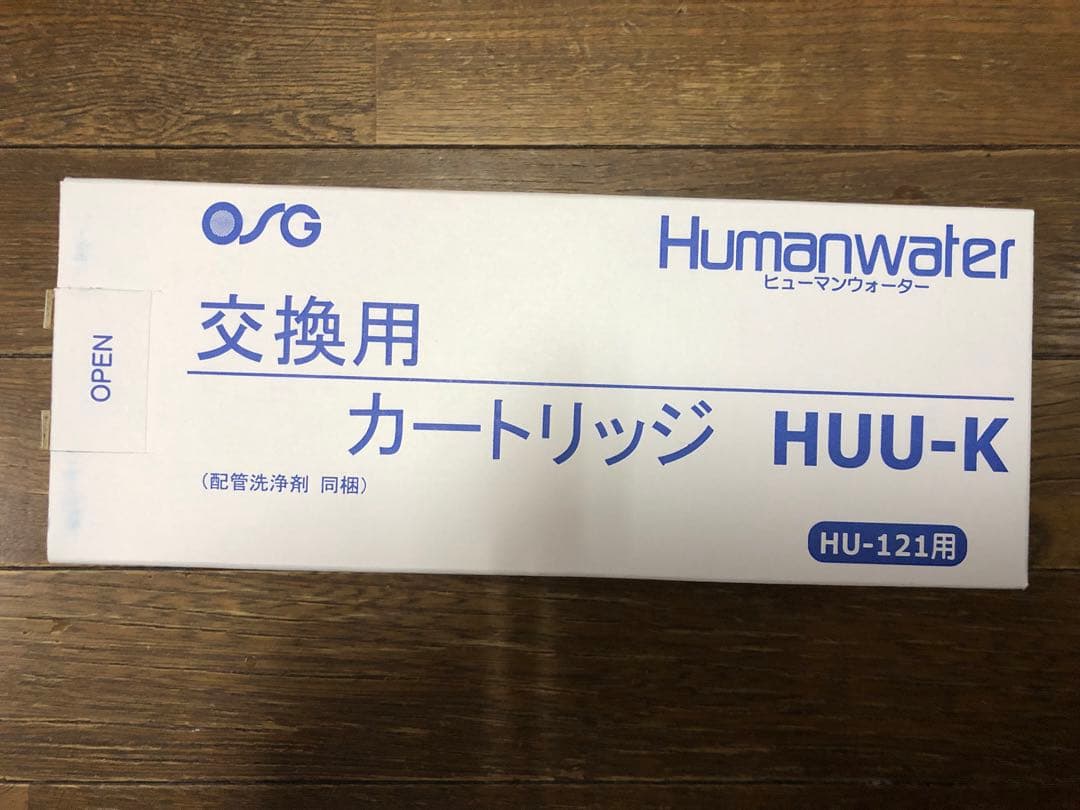 OSG
Humanwater
ヒューマンウォーター
OPEN
交換用
カートリッジ HUU-K
（配管洗浄剤 同梱）
HU-121用